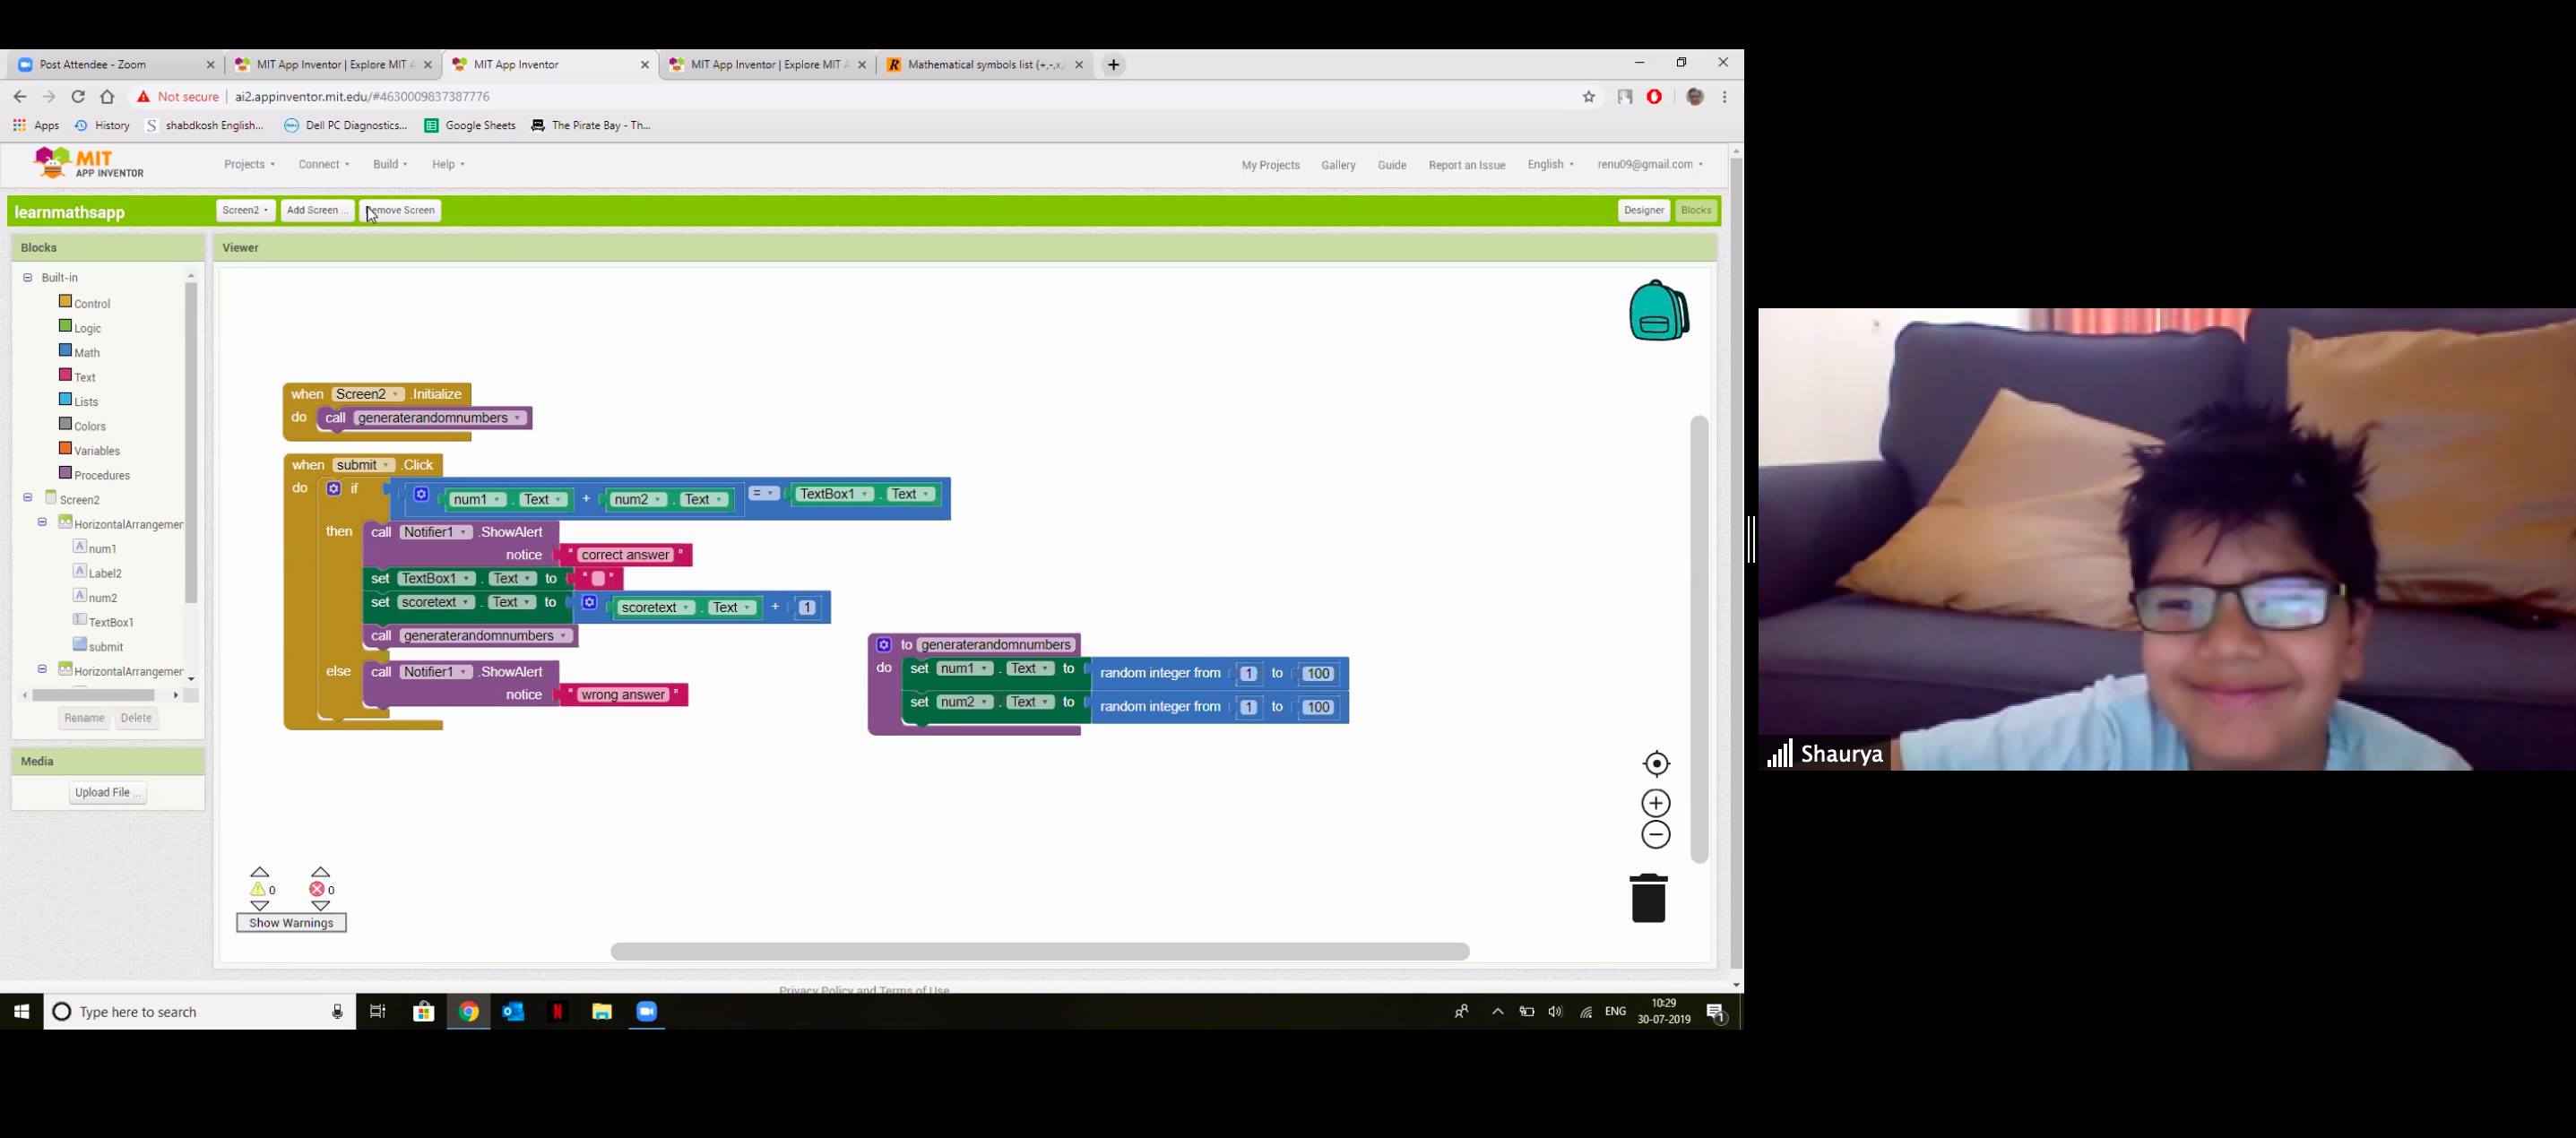 Post Attendee - Zoom
MIT App Inventor | Explore MIT
MIT App Inventor
MIT App Inventor | Explore MIT
Mathematical symbols list (+,-,x,
Not secure | ai2.appinventor.mit.edu/#4630009837387776
Apps History shabdkosh English... Dell PC Diagnostics... Google Sheets The Pirate Bay - Th...
MIT
APP INVENTOR
Projects Connect Build Help
My Projects Gallery Guide Report an Issue English renu09@gmail.com
learnmathsapp
Screen2 Add Screen ... Remove Screen
Designer Blocks
Blocks
Viewer
Built-in
Control
Logic
Math
Text
Lists
Colors
Variables
Procedures
Screen2
HorizontalArrangemer
num1
Label2
num2
TextBox1
submit
HorizontalArrangemer
Rename Delete
Media
Upload File ...
when Screen2 .Initialize
do call generaterandomnumbers
when submit .Click
do if num1 . Text + num2 . Text = TextBox1 . Text
then call Notifier1 .ShowAlert
notice " correct answer "
set TextBox1 . Text to " "
set scoretext . Text to scoretext . Text + 1
call generaterandomnumbers
else call Notifier1 .ShowAlert
notice " wrong answer "
to generaterandomnumbers
do set num1 . Text to random integer from 1 to 100
set num2 . Text to random integer from 1 to 100
0 0
Show Warnings
Privacy Policy and Terms of Use
Type here to search
ENG
10:29
30-07-2019
1
Shaurya